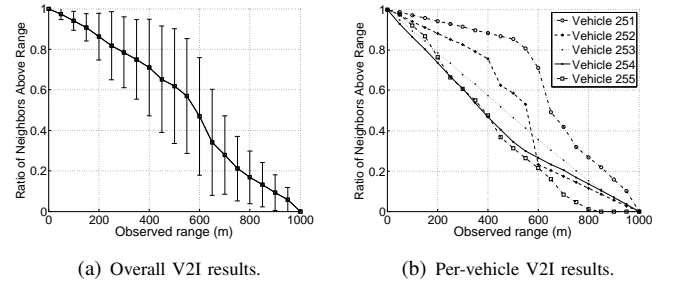 1
0.8
0.6
0.4
0.2
0
0 200 400 600 800 1000
Ratio of Neighbors Above Range
Observed range (m)
(a) Overall V2I results.
1
0.8
0.6
0.4
0.2
0
0 200 400 600 800 1000
Ratio of Neighbors Above Range
Observed range (m)
Vehicle 251
Vehicle 252
Vehicle 253
Vehicle 254
Vehicle 255
(b) Per-vehicle V2I results.